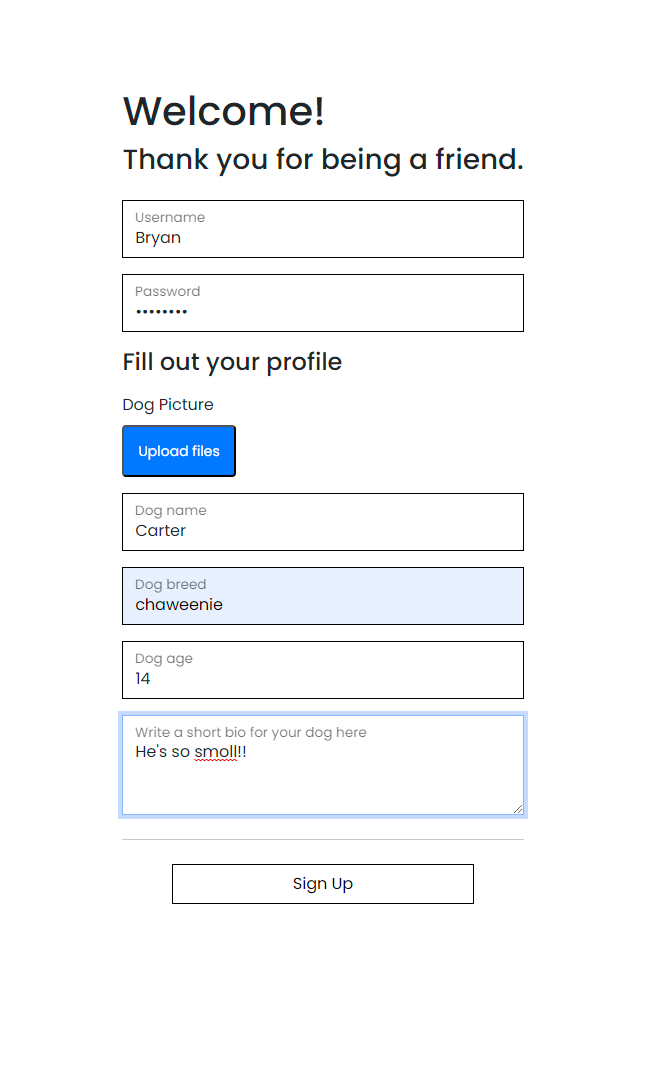 Welcome!
Thank you for being a friend.
Username
Bryan
Password
••••••••
Fill out your profile
Dog Picture
Upload files
Dog name
Carter
Dog breed
chaweenie
Dog age
14
Write a short bio for your dog here
He's so smoll!!
Sign Up